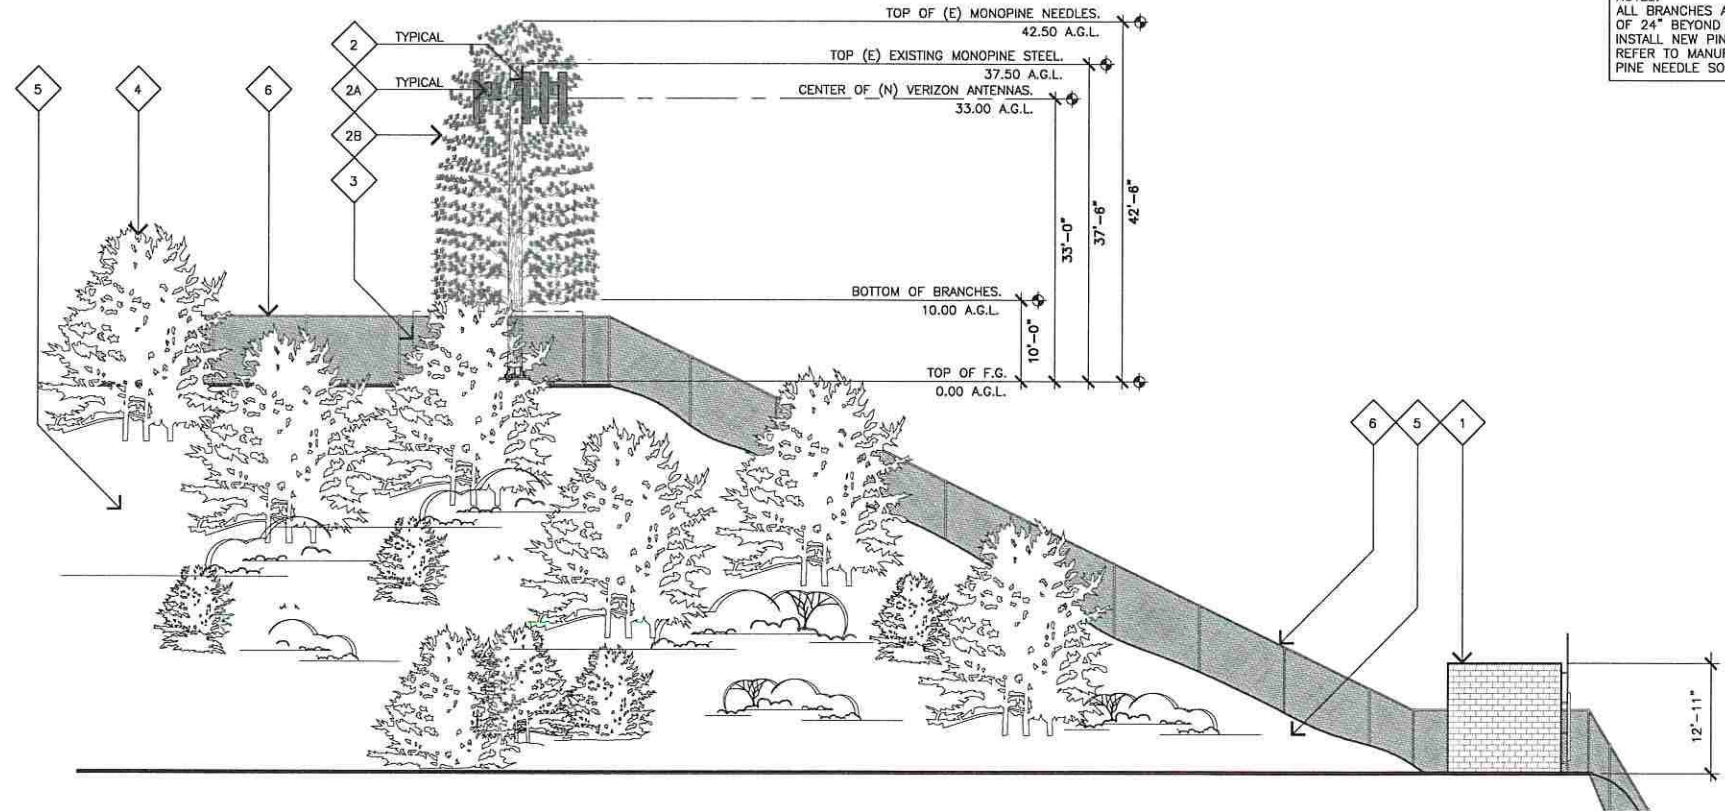 TOP OF (E) MONOPINE NEEDLES.
42.50 A.G.L.
TOP (E) EXISTING MONOPINE STEEL.
37.50 A.G.L.
CENTER OF (N) VERIZON ANTENNAS.
33.00 A.G.L.
2
TYPICAL
2A
TYPICAL
2B
3
5
4
6
ALL BRANCHES
OF 24" BEYOND
INSTALL NEW
REFER TO
PINE NEEDLE
33'-0"
37'-6"
42'-6"
BOTTOM OF BRANCHES.
10.00 A.G.L.
10'-0"
TOP OF F.G.
0.00 A.G.L.
6
5
1
12'-11"